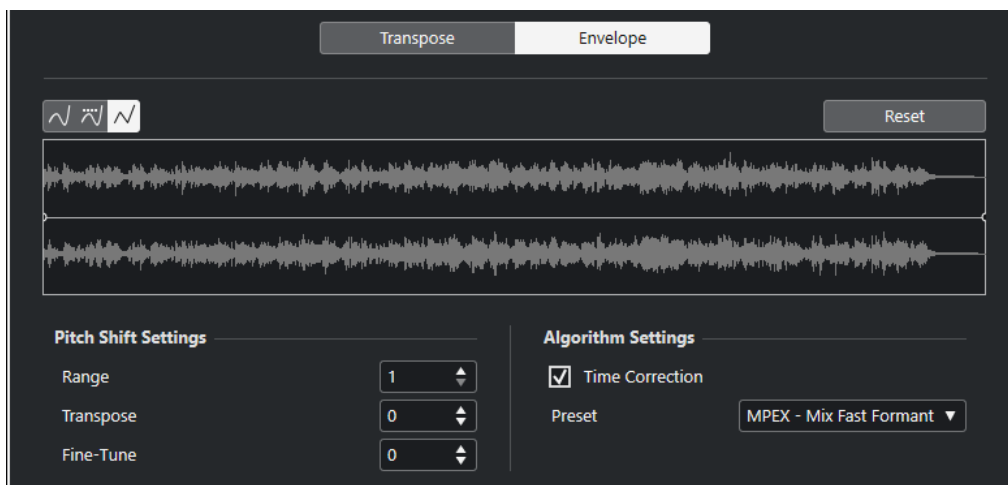 Transpose Envelope
Reset
Pitch Shift Settings
Range 1
Transpose 0
Fine-Tune 0
Algorithm Settings
Time Correction
Preset MPEX - Mix Fast Formant